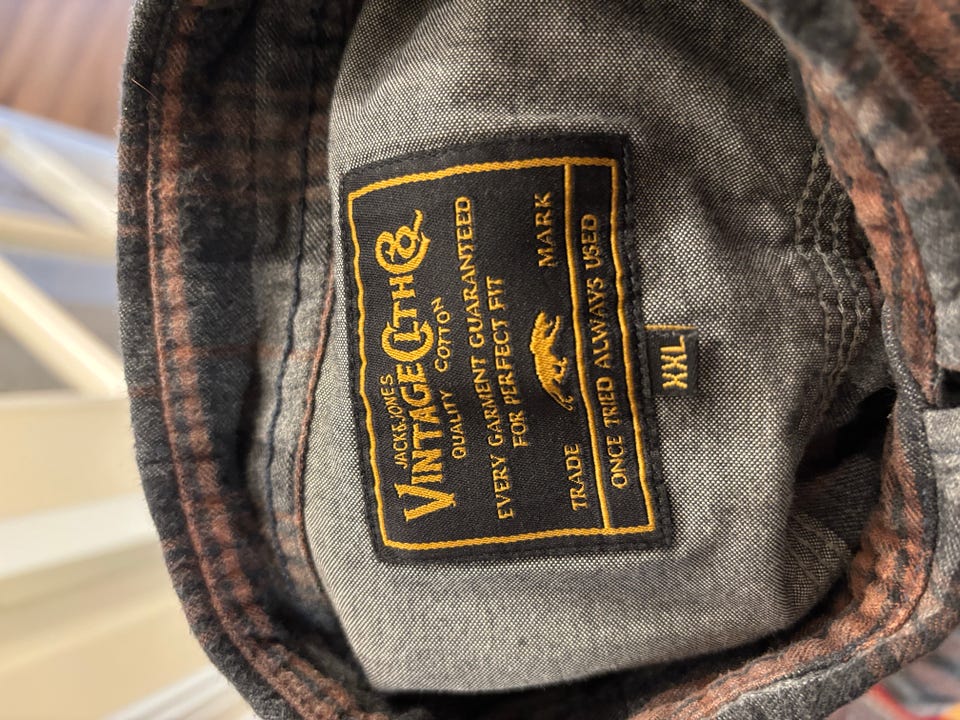 JACK & JONES
VINTAGE CLTH &CO
QUALITY COTTON
EVERY GARMENT GUARANTEED
FOR PERFECT FIT
TRADE MARK
ONCE TRIED ALWAYS USED
XXL